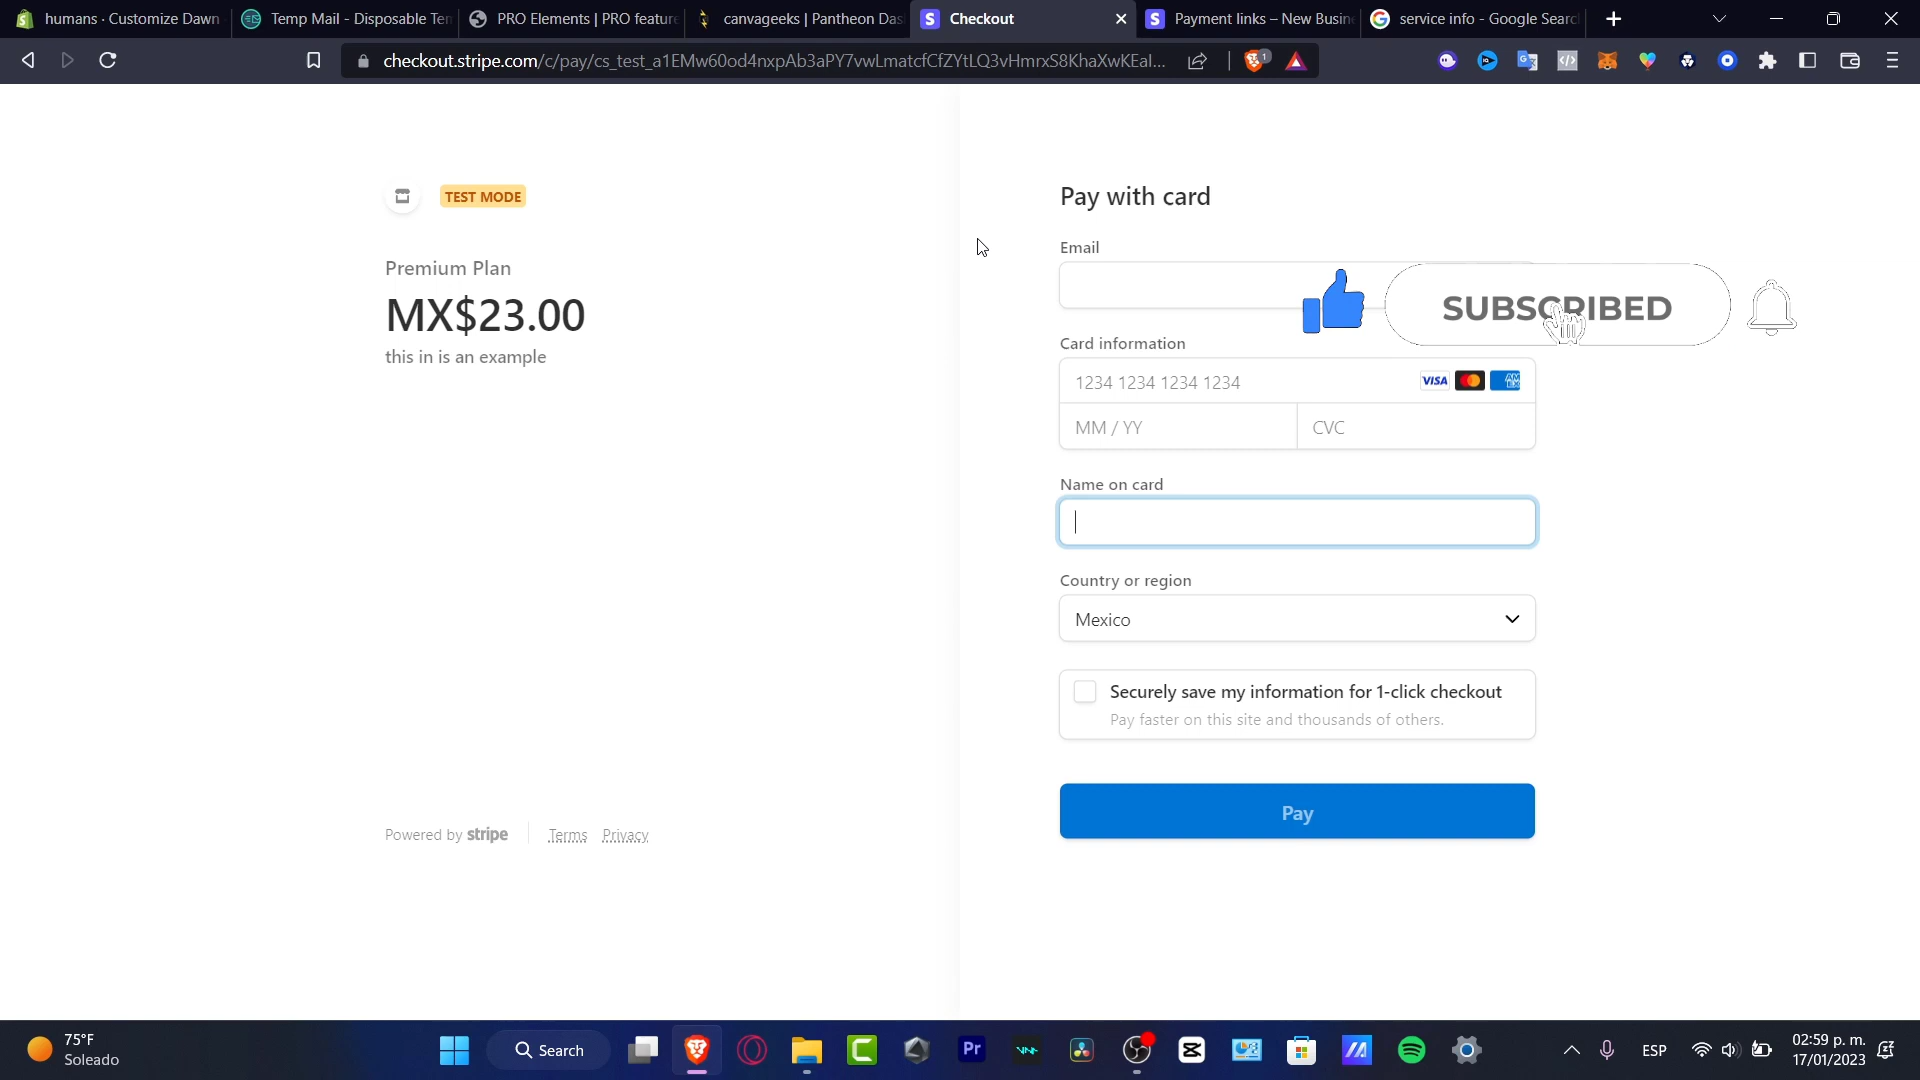 humans · Customize Dawn
Temp Mail - Disposable Ten
PRO Elements | PRO feature
canvageeks | Pantheon Das
Checkout
Payment links – New Busine
service info - Google Searc
checkout.stripe.com/c/pay/cs_test_a1EMw60od4nxpAb3aPY7vwLmatcfCfZYtLQ3vHmrxS8KhaXwKEaI...
1
TEST MODE
Premium Plan
MX$23.00
this in is an example
Powered by stripe
Terms Privacy
Pay with card
Email
SUBSCRIBED
Card information
1234 1234 1234 1234
VISA
MM / YY
CVC
Name on card
Country or region
Mexico
Securely save my information for 1-click checkout
Pay faster on this site and thousands of others.
Pay
75°F
Soleado
Search
Pr
ESP
02:59 p. m.
17/01/2023